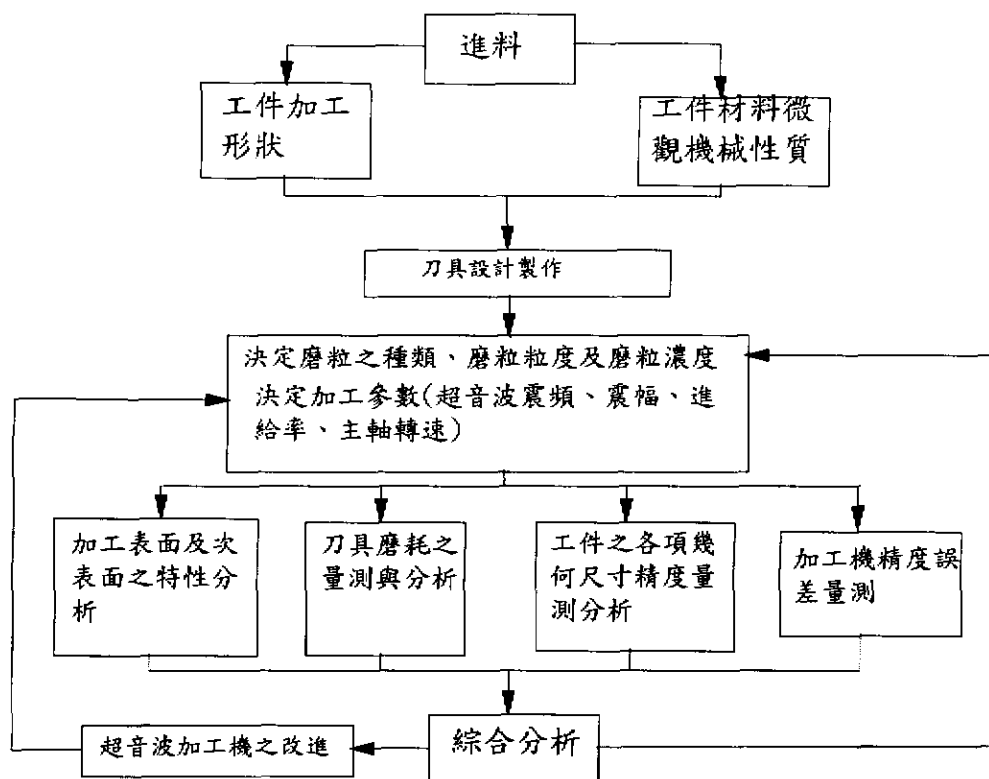 進料
工件加工
形狀
工件材料微
觀機械性質
刀具設計製作
決定磨粒之種類、磨粒粒度及磨粒濃度
決定加工參數(超音波震頻、震幅、進
給率、主軸轉速)
加工表面及次
表面之特性分
析
刀具磨耗之
量測與分析
工件之各項幾
何尺寸精度量
測分析
加工機精度誤
差量測
超音波加工機之改進
綜合分析